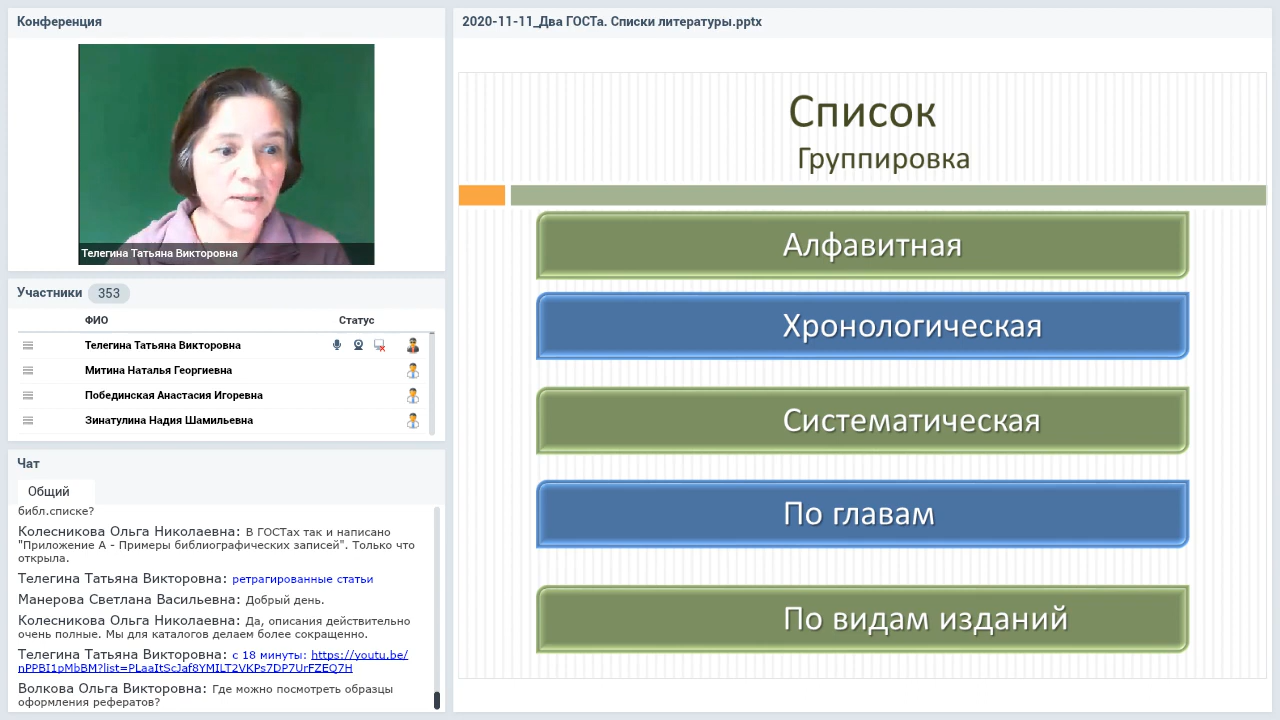 Конференция
Телегина Татьяна Викторовна
Участники 353
ФИО Статус
Телегина Татьяна Викторовна
Митина Наталья Георгиевна
Побединская Анастасия Игоревна
Зинатулина Надия Шамильевна
Чат
Общий
библ.списке?
Колесникова Ольга Николаевна: В ГОСТах так и написано
"Приложение А - Примеры библиографических записей". Только что
открыла.
Телегина Татьяна Викторовна: ретрагированные статьи
Манерова Светлана Васильевна: Добрый день.
Колесникова Ольга Николаевна: Да, описания действительно
очень полные. Мы для каталогов делаем более сокращенно.
Телегина Татьяна Викторовна: с 18 минуты: https://youtu.be/
nPPBI1pMbBM?list=PLaaItScJaf8YMILT2VKPs7DP7UrFZEQ7H
Волкова Ольга Викторовна: Где можно посмотреть образцы
оформления рефератов?
2020-11-11_Два ГОСТа. Списки литературы.pptx
Список
Группировка
Алфавитная
Хронологическая
Систематическая
По главам
По видам изданий